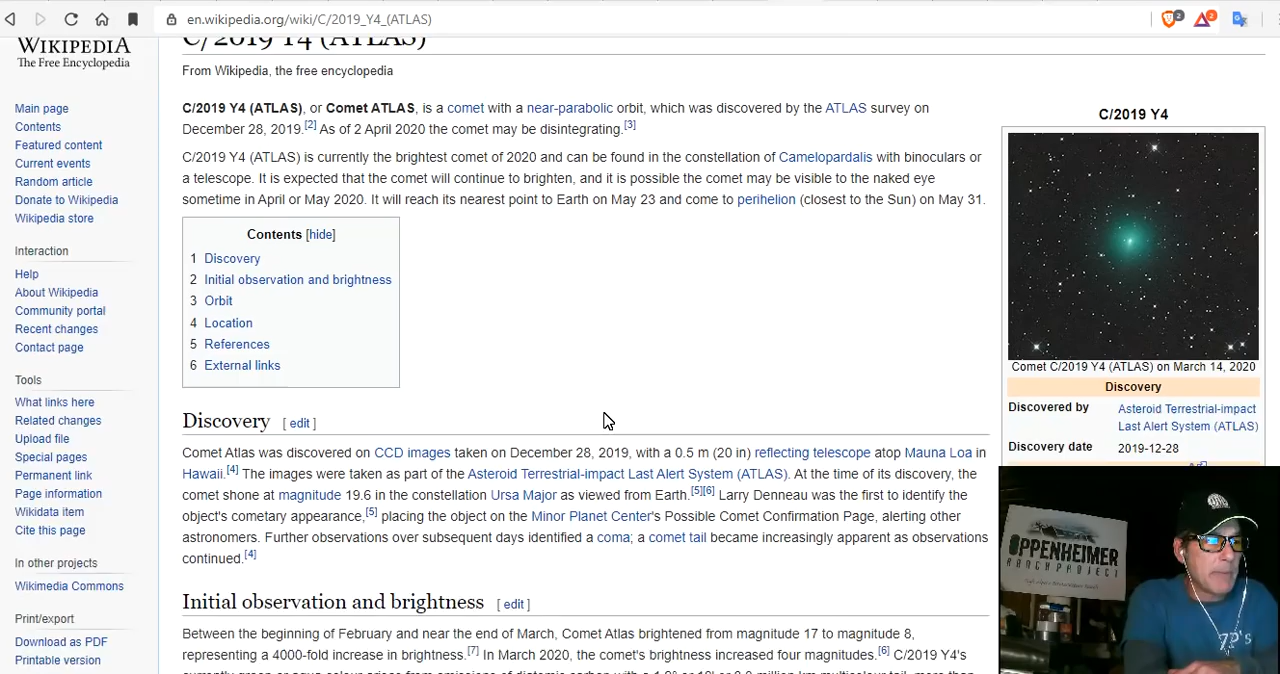 en.wikipedia.org/wiki/C/2019_Y4_(ATLAS)
2
2
WIKIPEDIA
The Free Encyclopedia
Main page
Contents
Featured content
Current events
Random article
Donate to Wikipedia
Wikipedia store
Interaction
Help
About Wikipedia
Community portal
Recent changes
Contact page
Tools
What links here
Related changes
Upload file
Special pages
Permanent link
Page information
Wikidata item
Cite this page
In other projects
Wikimedia Commons
Print/export
Download as PDF
Printable version
C/2019 Y4 (ATLAS)
From Wikipedia, the free encyclopedia
C/2019 Y4 (ATLAS), or Comet ATLAS, is a comet with a near-parabolic orbit, which was discovered by the ATLAS survey on
December 28, 2019.[2] As of 2 April 2020 the comet may be disintegrating.[3]
C/2019 Y4 (ATLAS) is currently the brightest comet of 2020 and can be found in the constellation of Camelopardalis with binoculars or
a telescope. It is expected that the comet will continue to brighten, and it is possible the comet may be visible to the naked eye
sometime in April or May 2020. It will reach its nearest point to Earth on May 23 and come to perihelion (closest to the Sun) on May 31.
Contents [hide]
1 Discovery
2 Initial observation and brightness
3 Orbit
4 Location
5 References
6 External links
Discovery [ edit ]
Comet Atlas was discovered on CCD images taken on December 28, 2019, with a 0.5 m (20 in) reflecting telescope atop Mauna Loa in
Hawaii.[4] The images were taken as part of the Asteroid Terrestrial-impact Last Alert System (ATLAS). At the time of its discovery, the
comet shone at magnitude 19.6 in the constellation Ursa Major as viewed from Earth.[5][6] Larry Denneau was the first to identify the
object's cometary appearance,[5] placing the object on the Minor Planet Center's Possible Comet Confirmation Page, alerting other
astronomers. Further observations over subsequent days identified a coma; a comet tail became increasingly apparent as observations
continued.[4]
Initial observation and brightness [ edit ]
Between the beginning of February and near the end of March, Comet Atlas brightened from magnitude 17 to magnitude 8,
representing a 4000-fold increase in brightness.[7] In March 2020, the comet's brightness increased four magnitudes.[6] C/2019 Y4's
C/2019 Y4
Comet C/2019 Y4 (ATLAS) on March 14, 2020
Discovery
Discovered by Asteroid Terrestrial-impact
Last Alert System (ATLAS)
Discovery date 2019-12-28
OPPENHEIMER
RANCH PROJECT